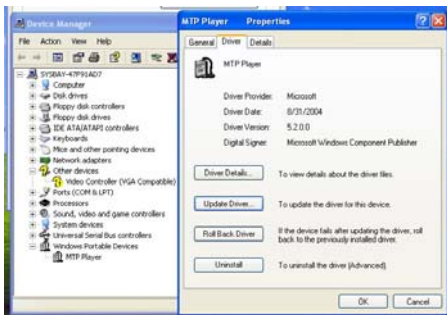 Device Manager
File Action View Help
SYSBAY-47F91AD7
Computer
Disk drives
Floppy disk controllers
Floppy disk drives
IDE ATA/ATAPI controllers
Keyboards
Mice and other pointing devices
Network adapters
Other devices
Video Controller (VGA Compatible)
Ports (COM & LPT)
Processors
Sound, video and game controllers
System devices
Universal Serial Bus controllers
Windows Portable Devices
MTP Player
MTP Player Properties
General Driver Details
MTP Player
Driver Provider: Microsoft
Driver Date: 8/31/2004
Driver Version: 5.2.0.0
Digital Signer: Microsoft Windows Component Publisher
Driver Details... To view details about the driver files.
Update Driver... To update the driver for this device.
Roll Back Driver If the device fails after updating the driver, roll
back to the previously installed driver.
Uninstall To uninstall the driver (Advanced).
OK Cancel